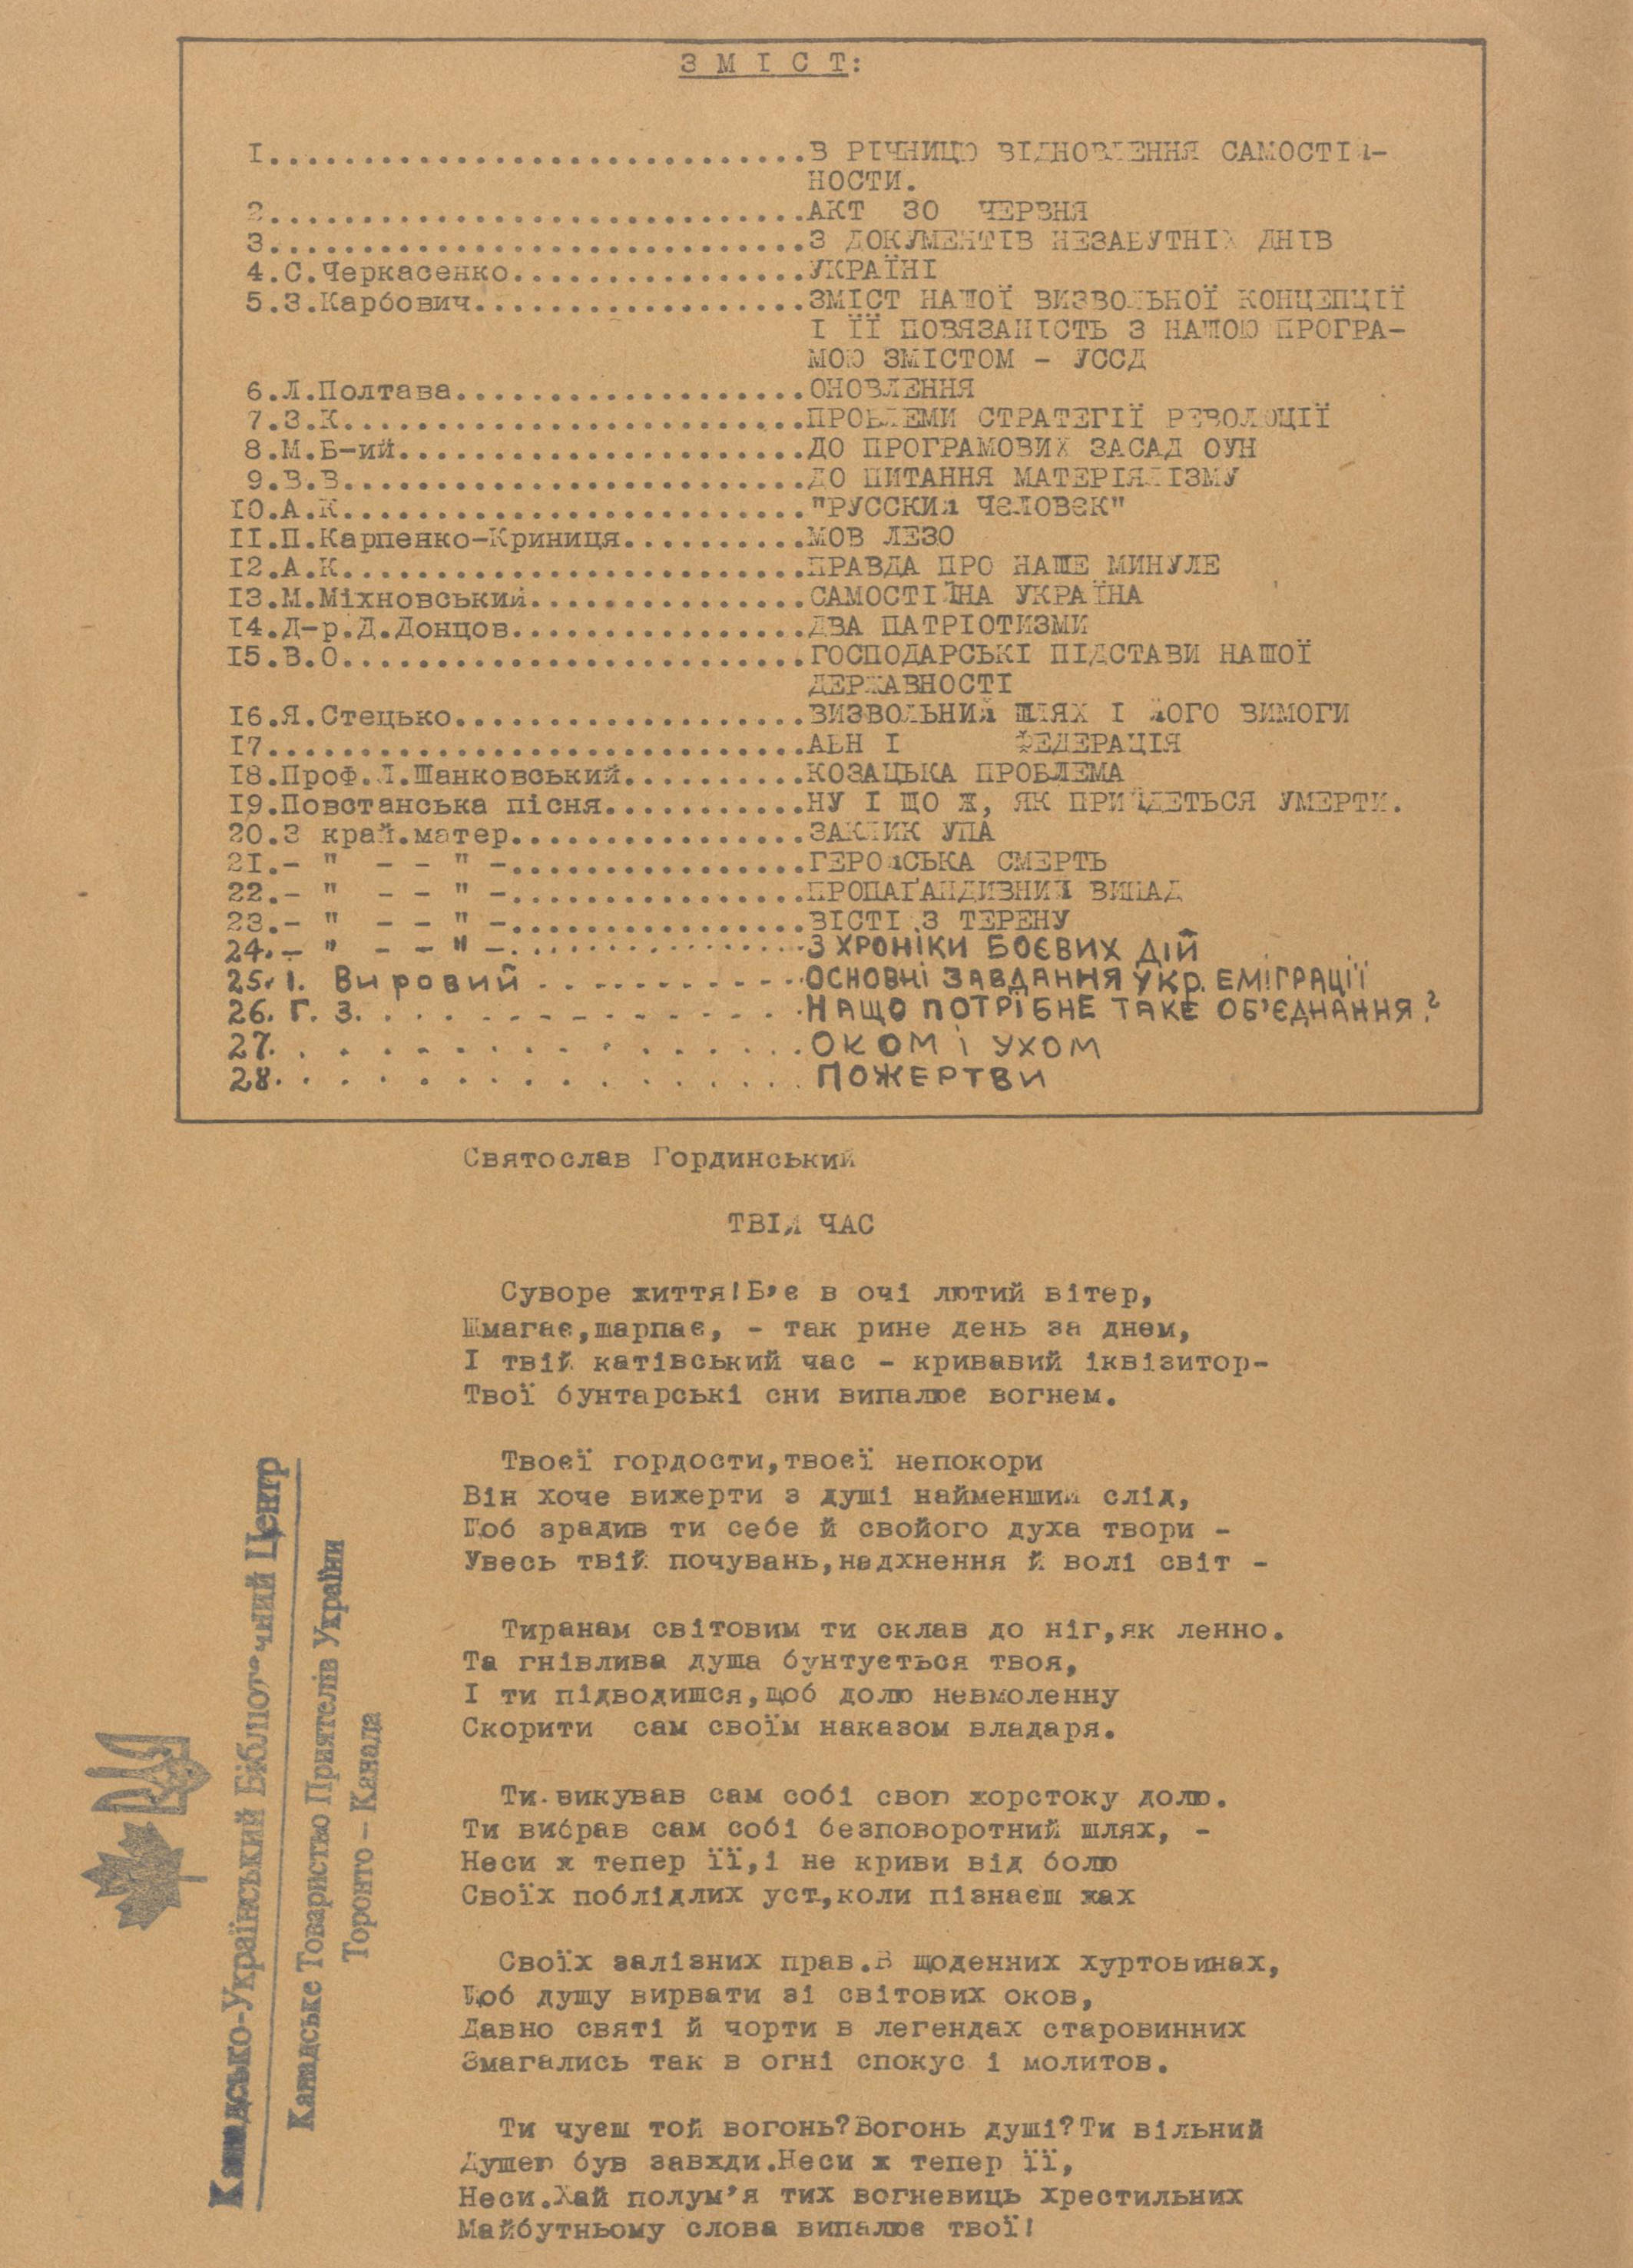 ЗМІСТ:
I..............................В РІЧНИЦЮ ВІДНОВЛЕННЯ САМОСТІЙ-
НОСТИ.
2..............................АКТ 30 ЧЕРВНЯ
3..............................З ДОКУМЕНТІВ НЕЗАБУТНІХ ДНІВ
4.С.Черкасенко................УКРАЇНІ
5.З.Карбович..................ЗМІСТ НАШОЇ ВИЗВОЛЬНОЇ КОНЦЕПЦІЇ
І ЇЇ ПОВЯЗАНІСТЬ З НАШОЮ ПРОГРА-
МОЮ ЗМІСТОМ - УССД
6.Л.Полтава...................ОНОВЛЕННЯ
7.З.К.........................ПРОБЛЕМИ СТРАТЕГІЇ РЕВОЛЮЦІЇ
8.М.Б-ий......................ДО ПРОГРАМОВИХ ЗАСАД ОУН
9.В.В.........................ДО ПИТАННЯ МАТЕРІЯЛІЗМУ
IO.А.К.........................."РУССКИЙ ЧЄЛОВЄК"
II.П.Карпенко-Криниця..........МОВ ЛЕЗО
I2.А.К.........................ПРАВДА ПРО НАШЕ МИНУЛЕ
I3.М.Міхновський...............САМОСТІЙНА УКРАЇНА
I4.Д-р.Д.Донцов................ДВА ПАТРІОТИЗМИ
I5.В.О.........................ГОСПОДАРСЬКІ ПІДСТАВИ НАШОЇ
ДЕРЖАВНОСТІ
I6.Я.Стецько...................ВИЗВОЛЬНИЙ ШЛЯХ І ЙОГО ВИМОГИ
I7.............................АБН І ФЕДЕРАЦІЯ
I8.Проф.Л.Шанковський..........КОЗАЦЬКА ПРОБЛЕМА
I9.Повстанська пісня...........НУ І ЩО Ж, ЯК ПРИЙДЕТЬСЯ УМЕРТИ.
20.З край.матер................ЗАКЛИК УПА
21.- " - - " -................ГЕРОЙСЬКА СМЕРТЬ
22.- " - - " -................ПРОПАҐАНДИВНИЙ ВИПАД
23.- " - - " -................ВІСТІ З ТЕРЕНУ
24.- " - - " -................З ХРОНІКИ БОЄВИХ ДІЙ
25. І. Вировий ...........ОСНОВНІ ЗАВДАННЯ УКР. ЕМІГРАЦІЇ
26. Г. З. ...............НАЩО ПОТРІБНЕ ТАКЕ ОБ'ЄДНАННЯ?
27. ..................ОКОМ і УХОМ
28. ..................ПОЖЕРТВИ
Святослав Гординський
ТВІЙ ЧАС
Суворе життя!Б'є в очі лютий вітер,
Шмагає,шарпає, - так рине день за днем,
І твій катівський час - кривавий іквізитор-
Твої бунтарські сни випалює вогнем.
Твоєї гордости,твоєї непокори
Він хоче вижерти з душі найменший слід,
Щоб зрадив ти себе й свойого духа твори -
Увесь твій почувань,надхнення й волі світ -
Тиранам світовим ти склав до ніг,як ленно.
Та гнівлива душа бунтується твоя,
І ти підводишся,щоб долю невмоленну
Скорити сам своїм наказом владаря.
Ти викував сам собі свою жорстоку долю.
Ти вибрав сам собі безповоротний шлях, -
Неси ж тепер її,і не криви від болю
Своїх поблідлих уст,коли пізнаєш жах
Своїх залізних прав.В щоденних хуртовинах,
Щоб душу вирвати зі світових оков,
Давно святі й чорти в легендах старовинних
Змагались так в огні спокус і молитов.
Ти чуєш той вогонь?Вогонь душі?Ти вільний
Душею був завжди.Неси ж тепер її,
Неси.Хай полум'я тих вогневиць хрестильних
Майбутньому слова випалює твої!
Канадсько-Український Бібліотечний Центр
Канадське Товариство Приятелів України
Торонто – Канада